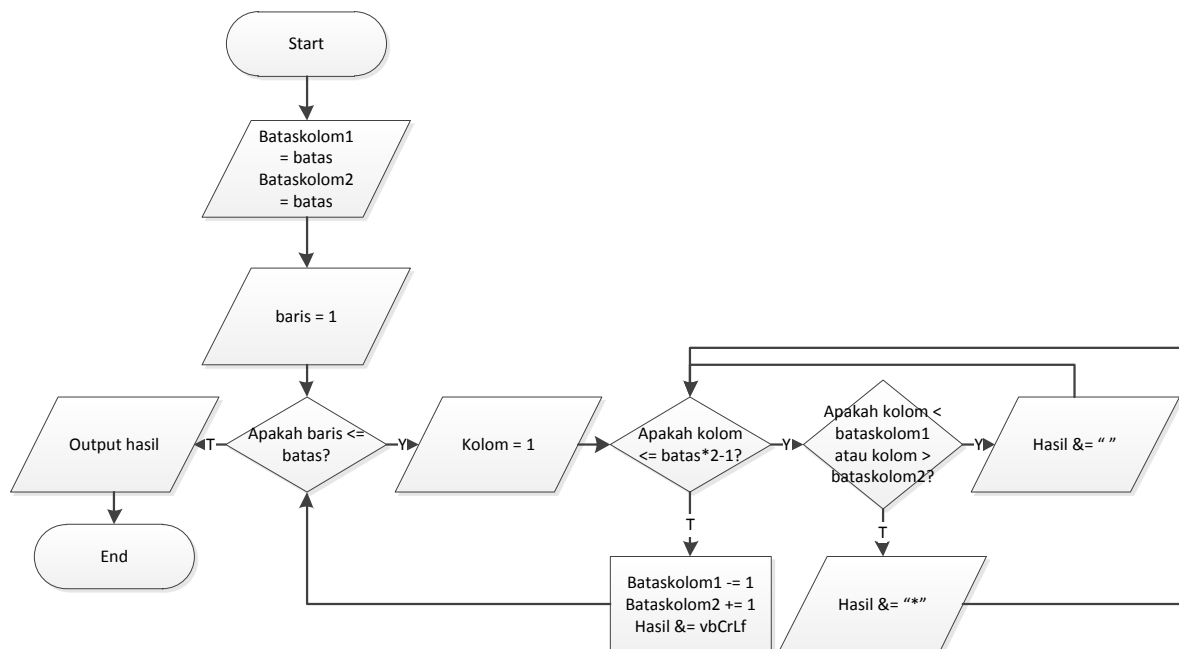 Start
Bataskolom1
= batas
Bataskolom2
= batas
baris = 1
Apakah baris <=
batas?
T
Output hasil
End
Y
Kolom = 1
Apakah kolom
<= batas*2-1?
Y
Apakah kolom <
bataskolom1
atau kolom >
bataskolom2?
Y
Hasil &= “ ”
T
Bataskolom1 -= 1
Bataskolom2 += 1
Hasil &= vbCrLf
T
Hasil &= “*”